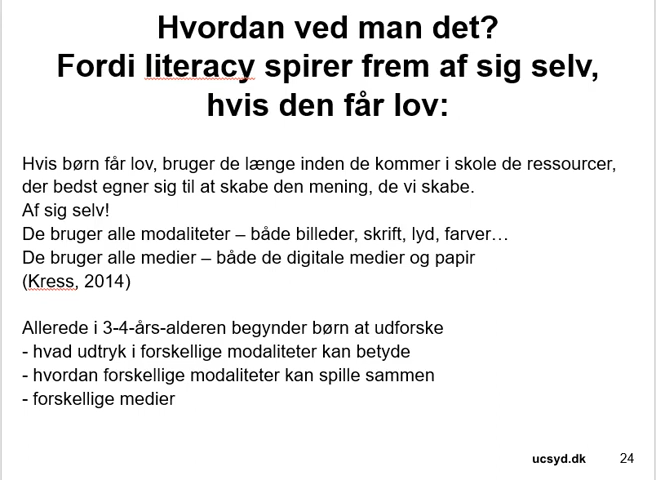 Hvordan ved man det?
Fordi literacy spirer frem af sig selv,
hvis den får lov:
Hvis børn får lov, bruger de længe inden de kommer i skole de ressourcer,
der bedst egner sig til at skabe den mening, de vi skabe.
Af sig selv!
De bruger alle modaliteter – både billeder, skrift, lyd, farver…
De bruger alle medier – både de digitale medier og papir
(Kress, 2014)
Allerede i 3-4-års-alderen begynder børn at udforske
- hvad udtryk i forskellige modaliteter kan betyde
- hvordan forskellige modaliteter kan spille sammen
- forskellige medier
ucsyd.dk 24